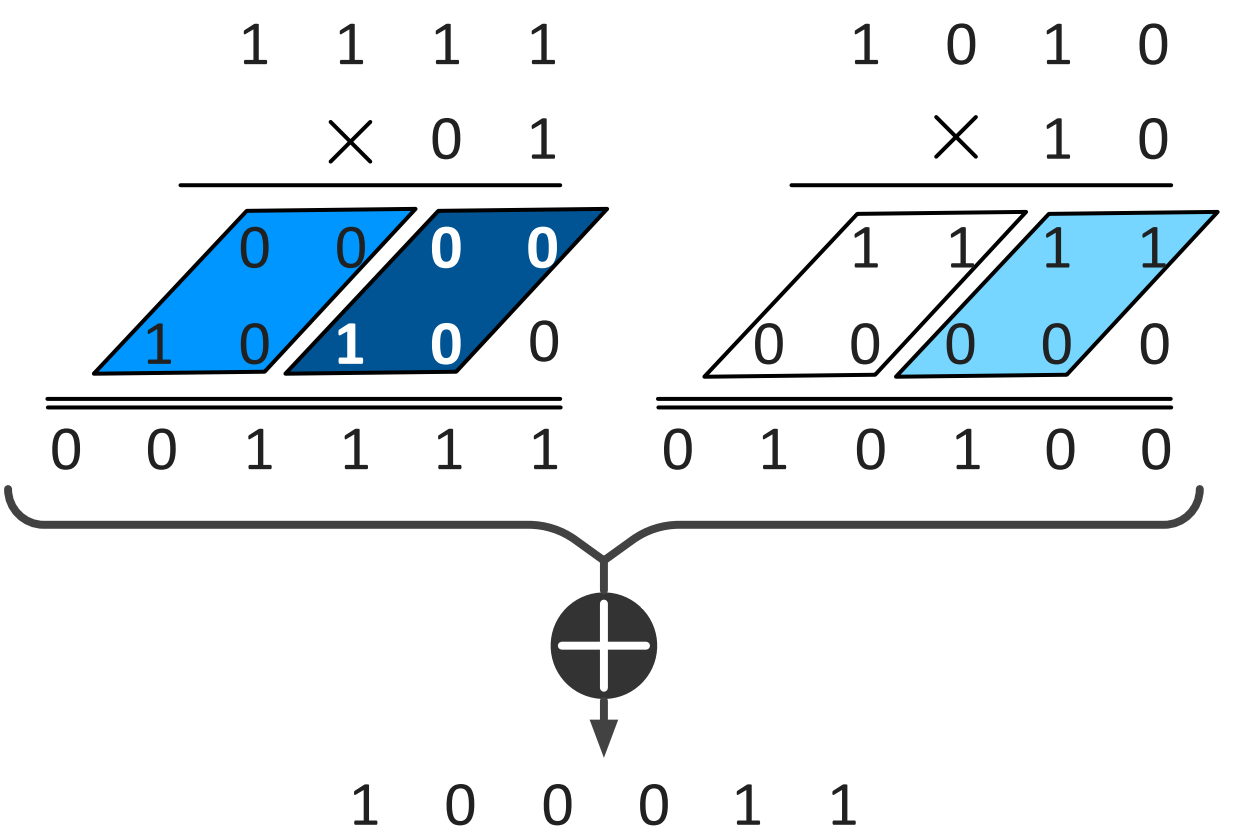 1 1 1 1
× 0 1
0 0 0 0
1 0 1 0 0
0 0 1 1 1 1
1 0 1 0
× 1 0
1 1 1 1
0 0 0 0 0
0 1 0 1 0 0
+
1 0 0 0 1 1